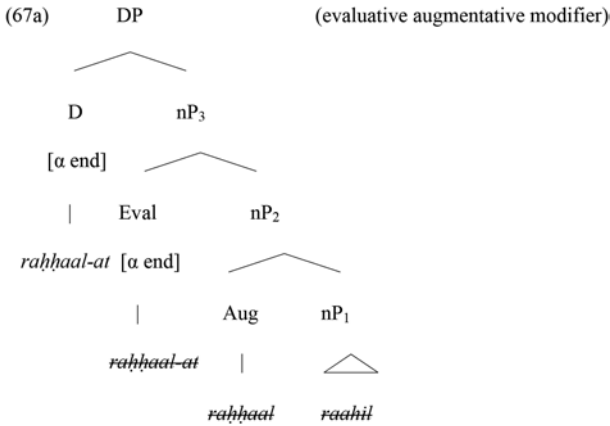 (67a) DP (evaluative augmentative modifier)
D nP₃
[α end]
| Eval nP₂
raḥḥaal-at [α end]
| Aug nP₁
raḥḥaal-at |
raḥḥaal raahil